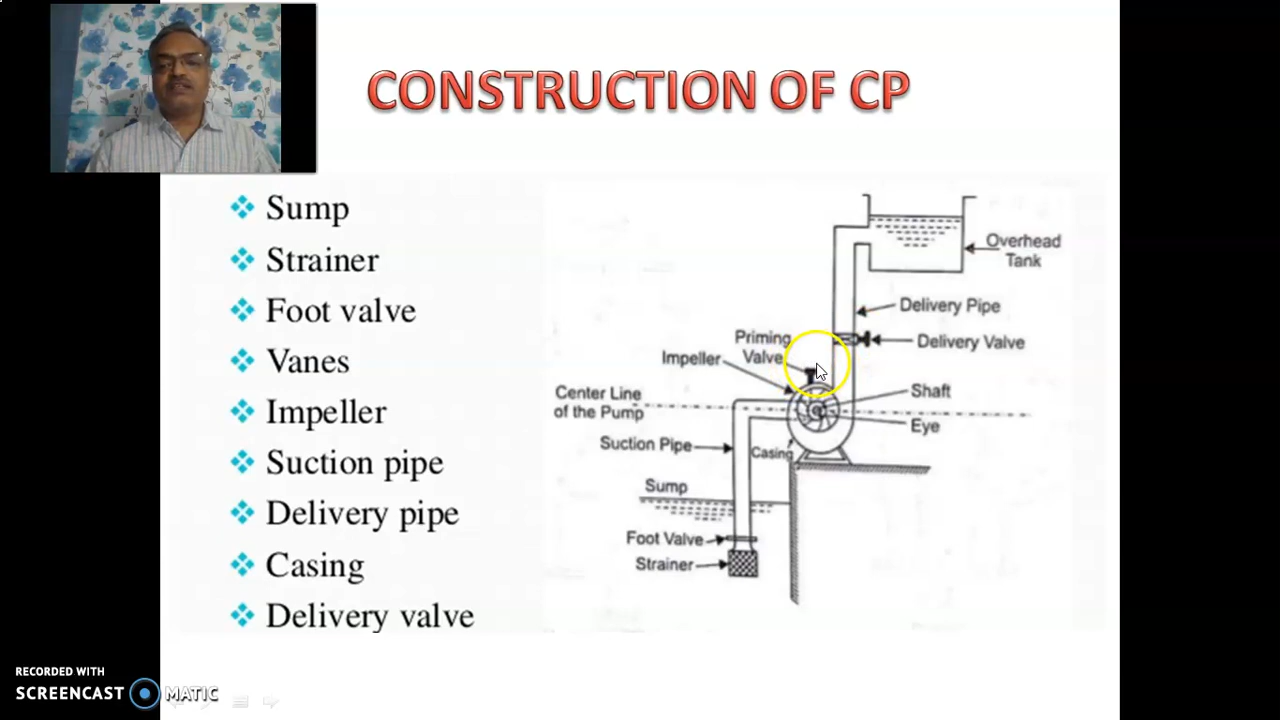 CONSTRUCTION OF CP
Sump
Strainer
Foot valve
Vanes
Impeller
Suction pipe
Delivery pipe
Casing
Delivery valve
Overhead
Tank
Delivery Pipe
Priming
Valve
Delivery Valve
Impeller
Shaft
Center Line
of the Pump
Eye
Suction Pipe
Casing
Sump
Foot Valve
Strainer
RECORDED WITH
SCREENCAST MATIC